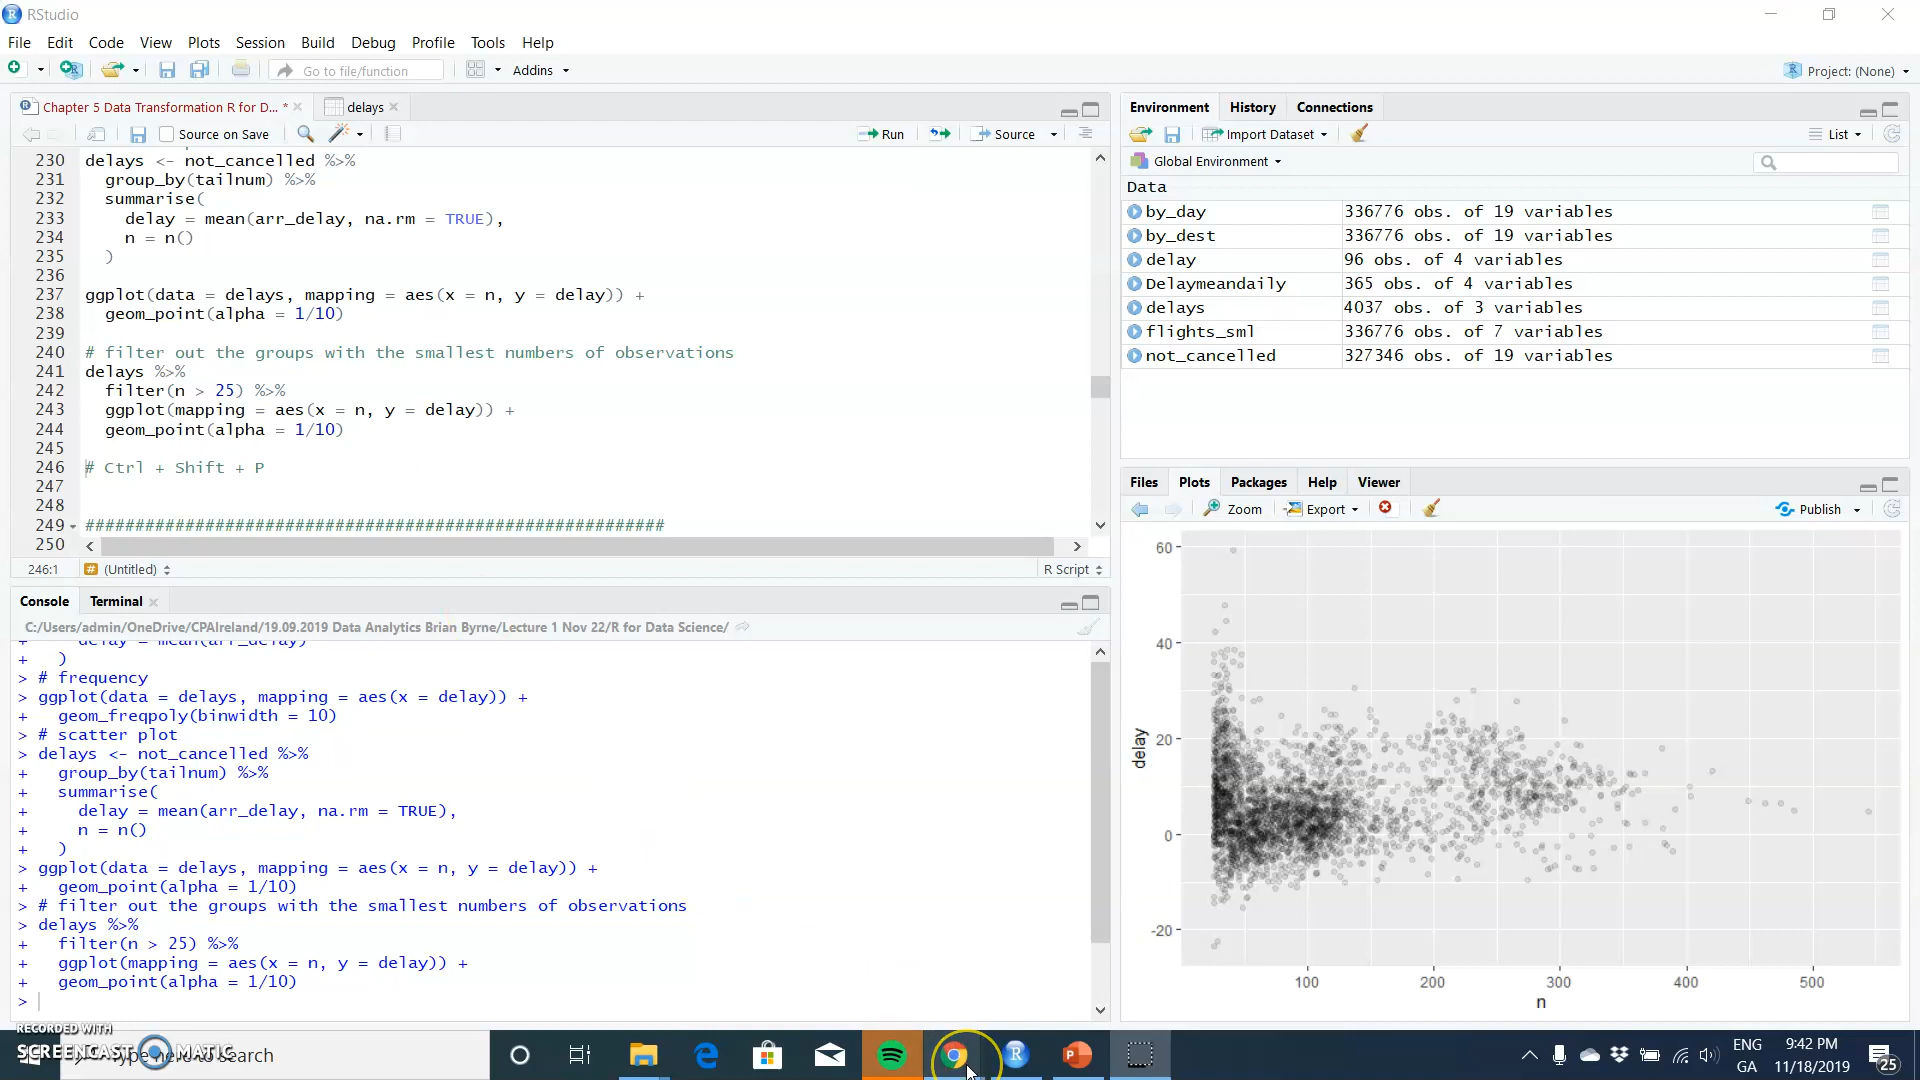 RStudio
File Edit Code View Plots Session Build Debug Profile Tools Help
Go to file/function
Addins
Project: (None)
Chapter 5 Data Transformation R for D... *
delays
Source on Save
Run
Source
230 delays <- not_cancelled %>%
231 group_by(tailnum) %>%
232 summarise(
233 delay = mean(arr_delay, na.rm = TRUE),
234 n = n()
235 )
236
237 ggplot(data = delays, mapping = aes(x = n, y = delay)) +
238 geom_point(alpha = 1/10)
239
240 # filter out the groups with the smallest numbers of observations
241 delays %>%
242 filter(n > 25) %>%
243 ggplot(mapping = aes(x = n, y = delay)) +
244 geom_point(alpha = 1/10)
245
246 # Ctrl + Shift + P
247
248
249 ##########################################################
250
246:1 # (Untitled) R Script
Console Terminal
C:/Users/admin/OneDrive/CPAIreland/19.09.2019 Data Analytics Brian Byrne/Lecture 1 Nov 22/R for Data Science/
+ delay = mean(arr_delay)
+ )
> # frequency
> ggplot(data = delays, mapping = aes(x = delay)) +
+ geom_freqpoly(binwidth = 10)
> # scatter plot
> delays <- not_cancelled %>%
+ group_by(tailnum) %>%
+ summarise(
+ delay = mean(arr_delay, na.rm = TRUE),
+ n = n()
+ )
> ggplot(data = delays, mapping = aes(x = n, y = delay)) +
+ geom_point(alpha = 1/10)
> # filter out the groups with the smallest numbers of observations
> delays %>%
+ filter(n > 25) %>%
+ ggplot(mapping = aes(x = n, y = delay)) +
+ geom_point(alpha = 1/10)
>
Environment History Connections
Import Dataset
List
Global Environment
Data
by_day 336776 obs. of 19 variables
by_dest 336776 obs. of 19 variables
delay 96 obs. of 4 variables
Delaymeandaily 365 obs. of 4 variables
delays 4037 obs. of 3 variables
flights_sml 336776 obs. of 7 variables
not_cancelled 327346 obs. of 19 variables
Files Plots Packages Help Viewer
Zoom Export Publish
60
40
20
0
-20
delay
100 200 300 400 500
n
RECORDED WITH
SCREENCAST MATIC
Type here to search
ENG
GA
9:42 PM
11/18/2019
25